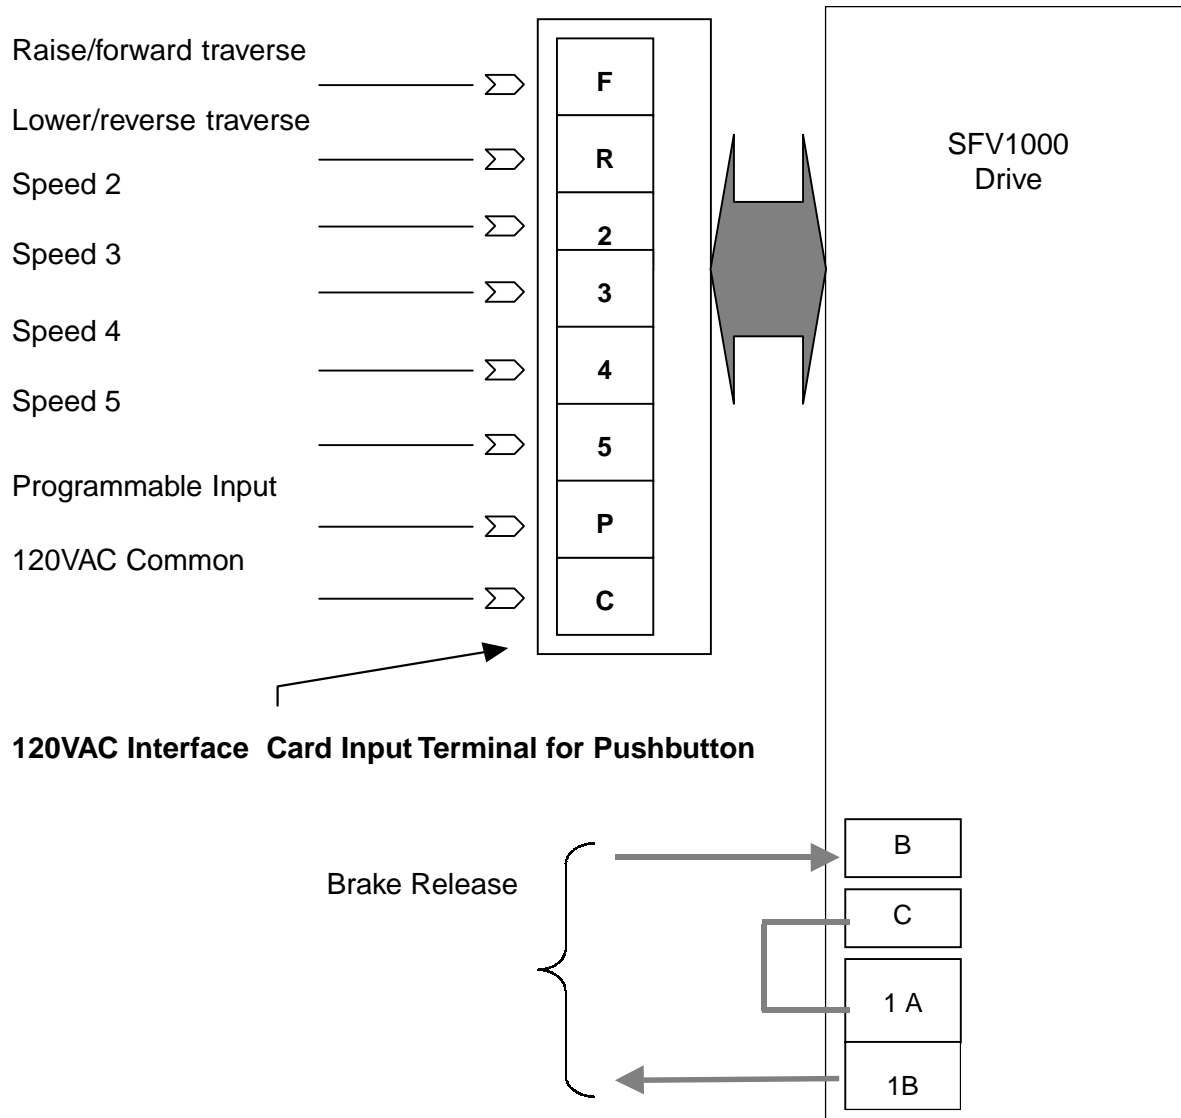 Raise/forward traverse
F
Lower/reverse traverse
R
SFV1000
Drive
Speed 2
2
Speed 3
3
Speed 4
4
Speed 5
5
Programmable Input
P
120VAC Common
C
120VAC Interface Card Input Terminal for Pushbutton
B
Brake Release
C
1 A
1B